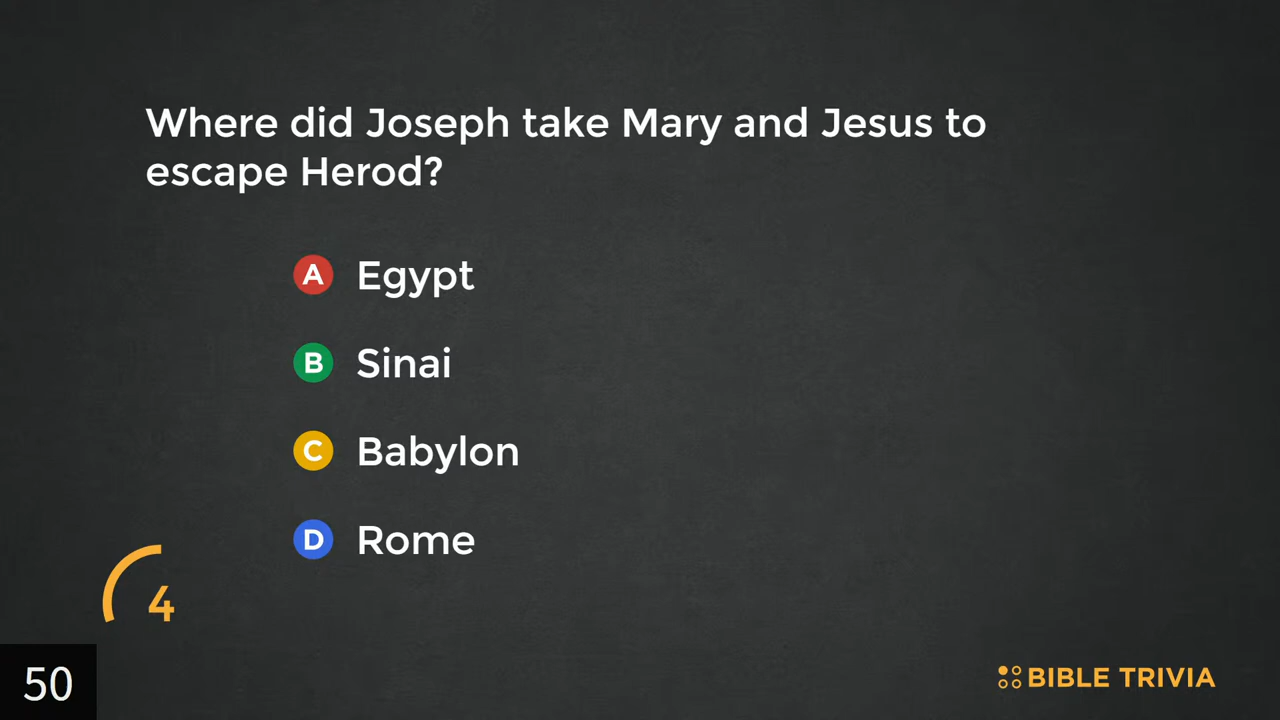 Where did Joseph take Mary and Jesus to
escape Herod?
A Egypt
B Sinai
C Babylon
D Rome
4
50
BIBLE TRIVIA